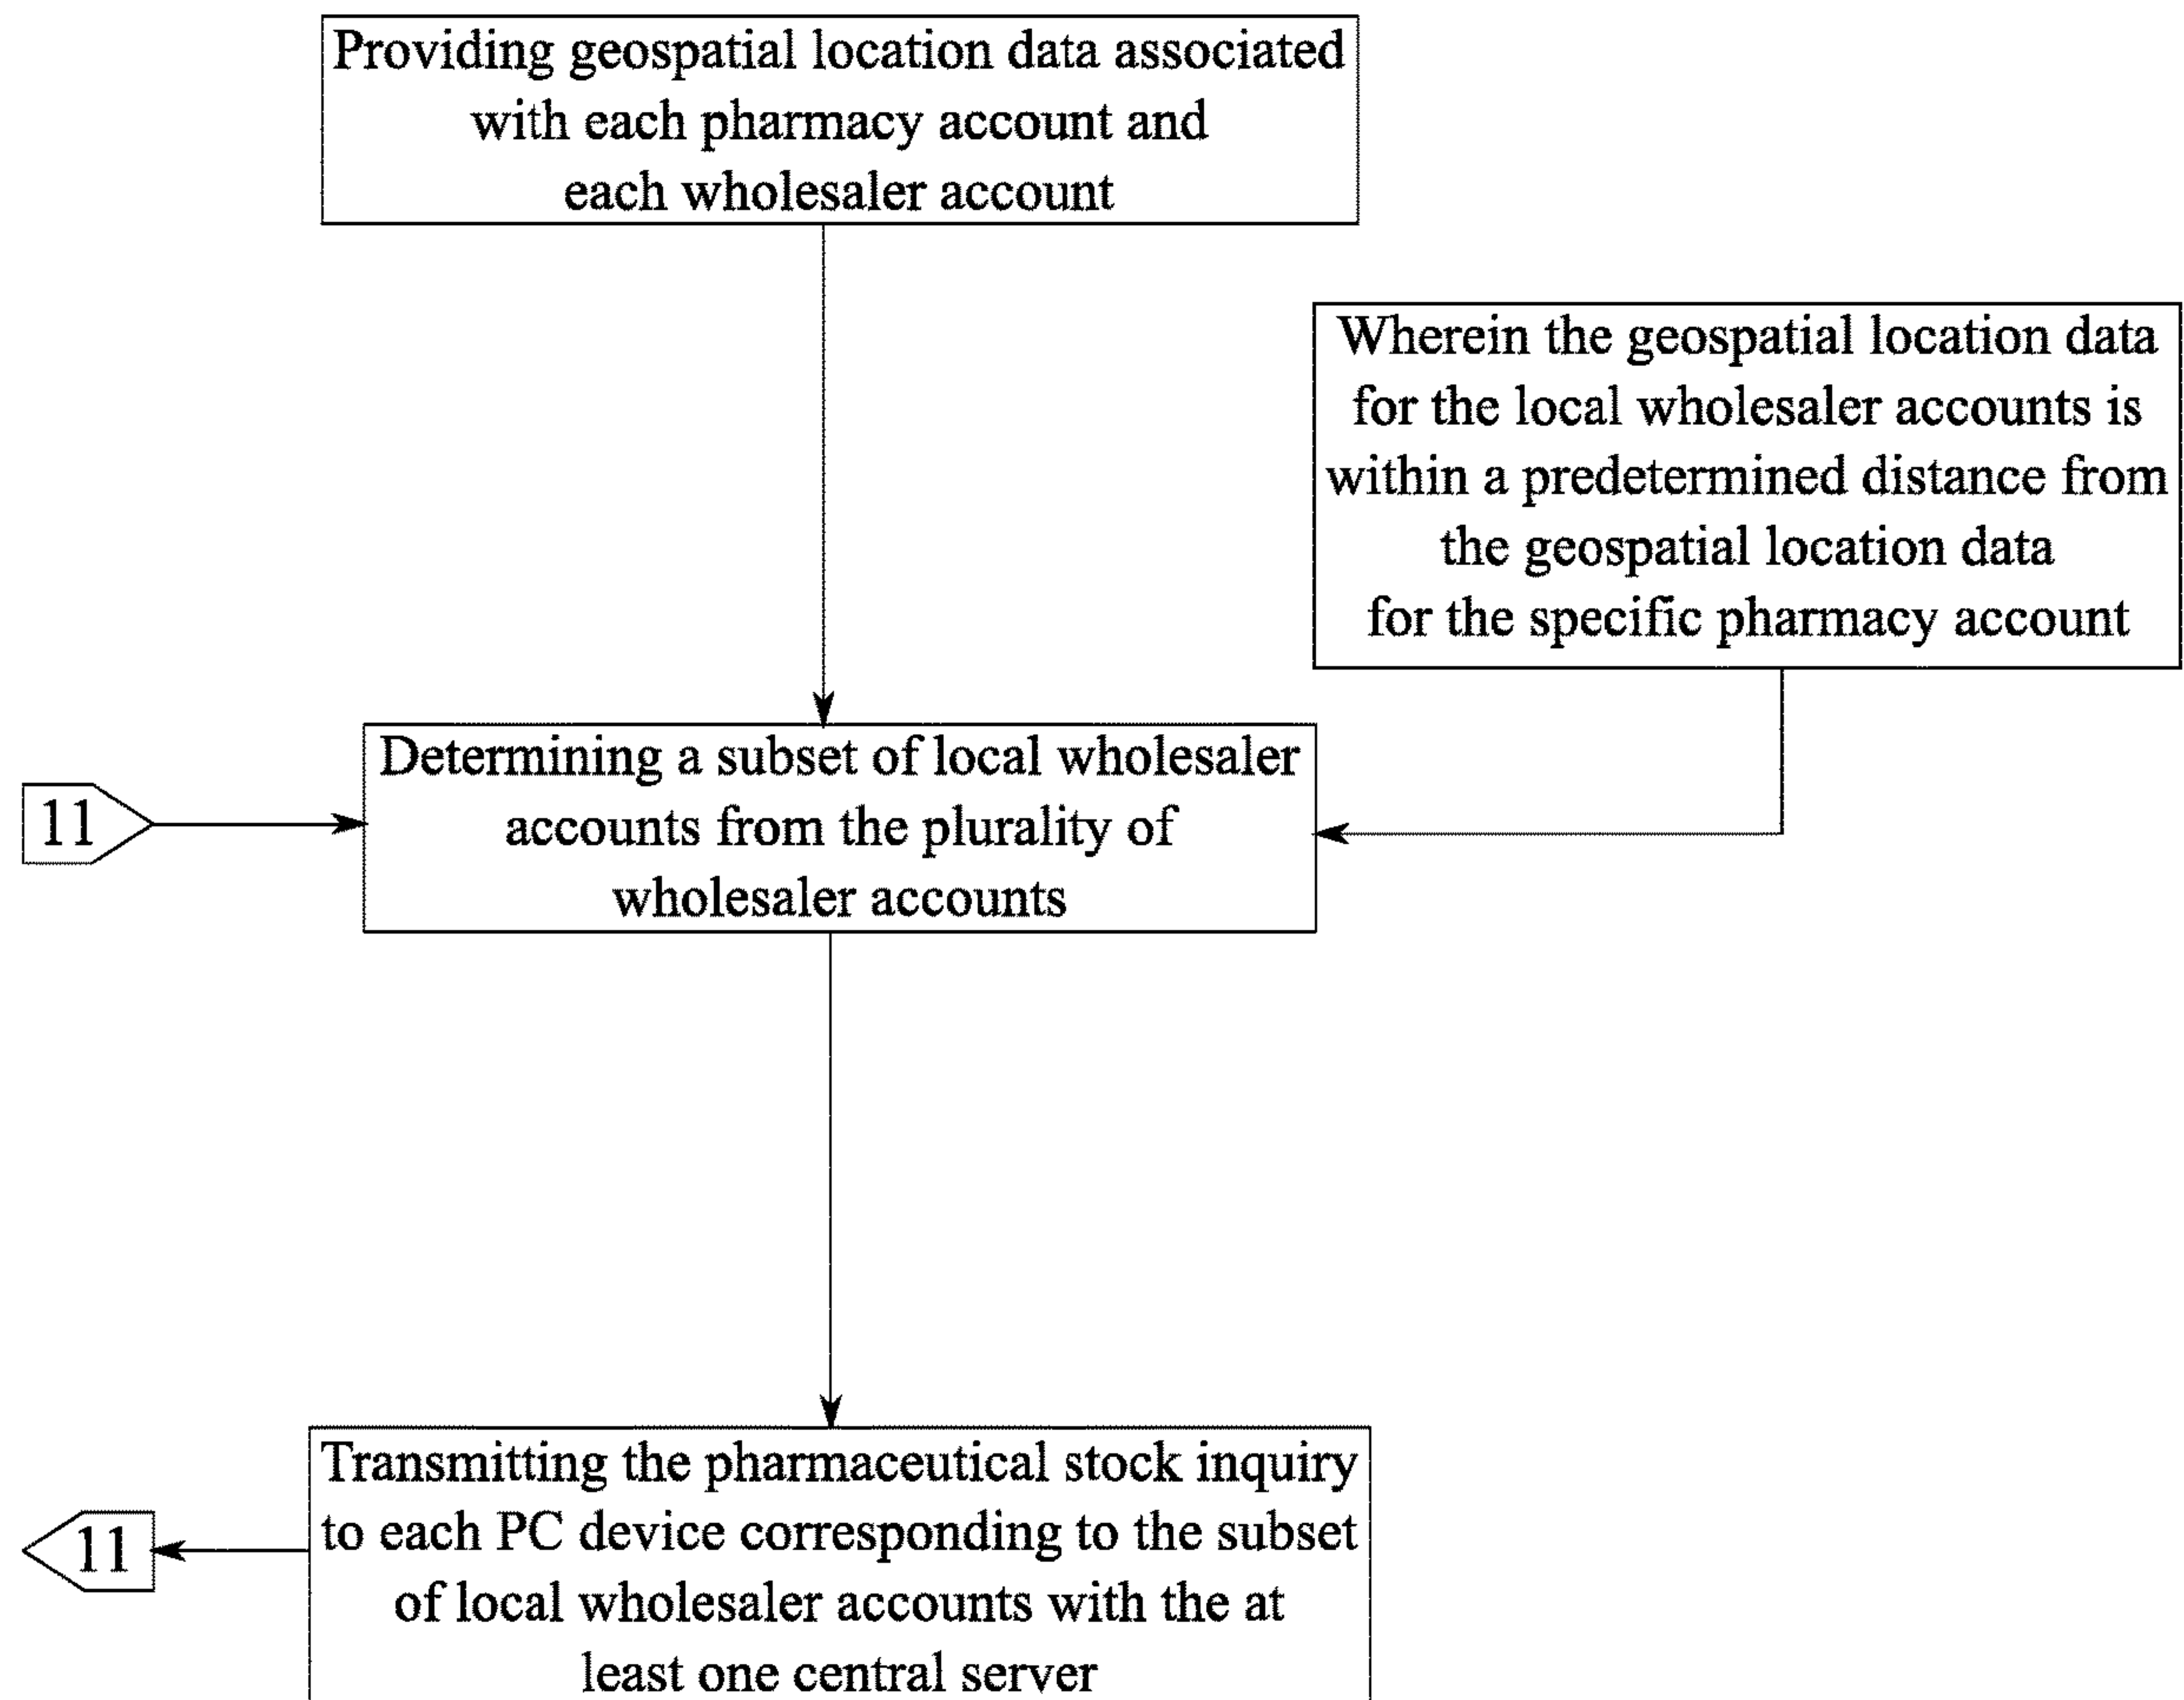 Providing geospatial location data associated
with each pharmacy account and
each wholesaler account
Wherein the geospatial location data
for the local wholesaler accounts is
within a predetermined distance from
the geospatial location data
for the specific pharmacy account
11
Determining a subset of local wholesaler
accounts from the plurality of
wholesaler accounts
Transmitting the pharmaceutical stock inquiry
to each PC device corresponding to the subset
of local wholesaler accounts with the at
least one central server
11